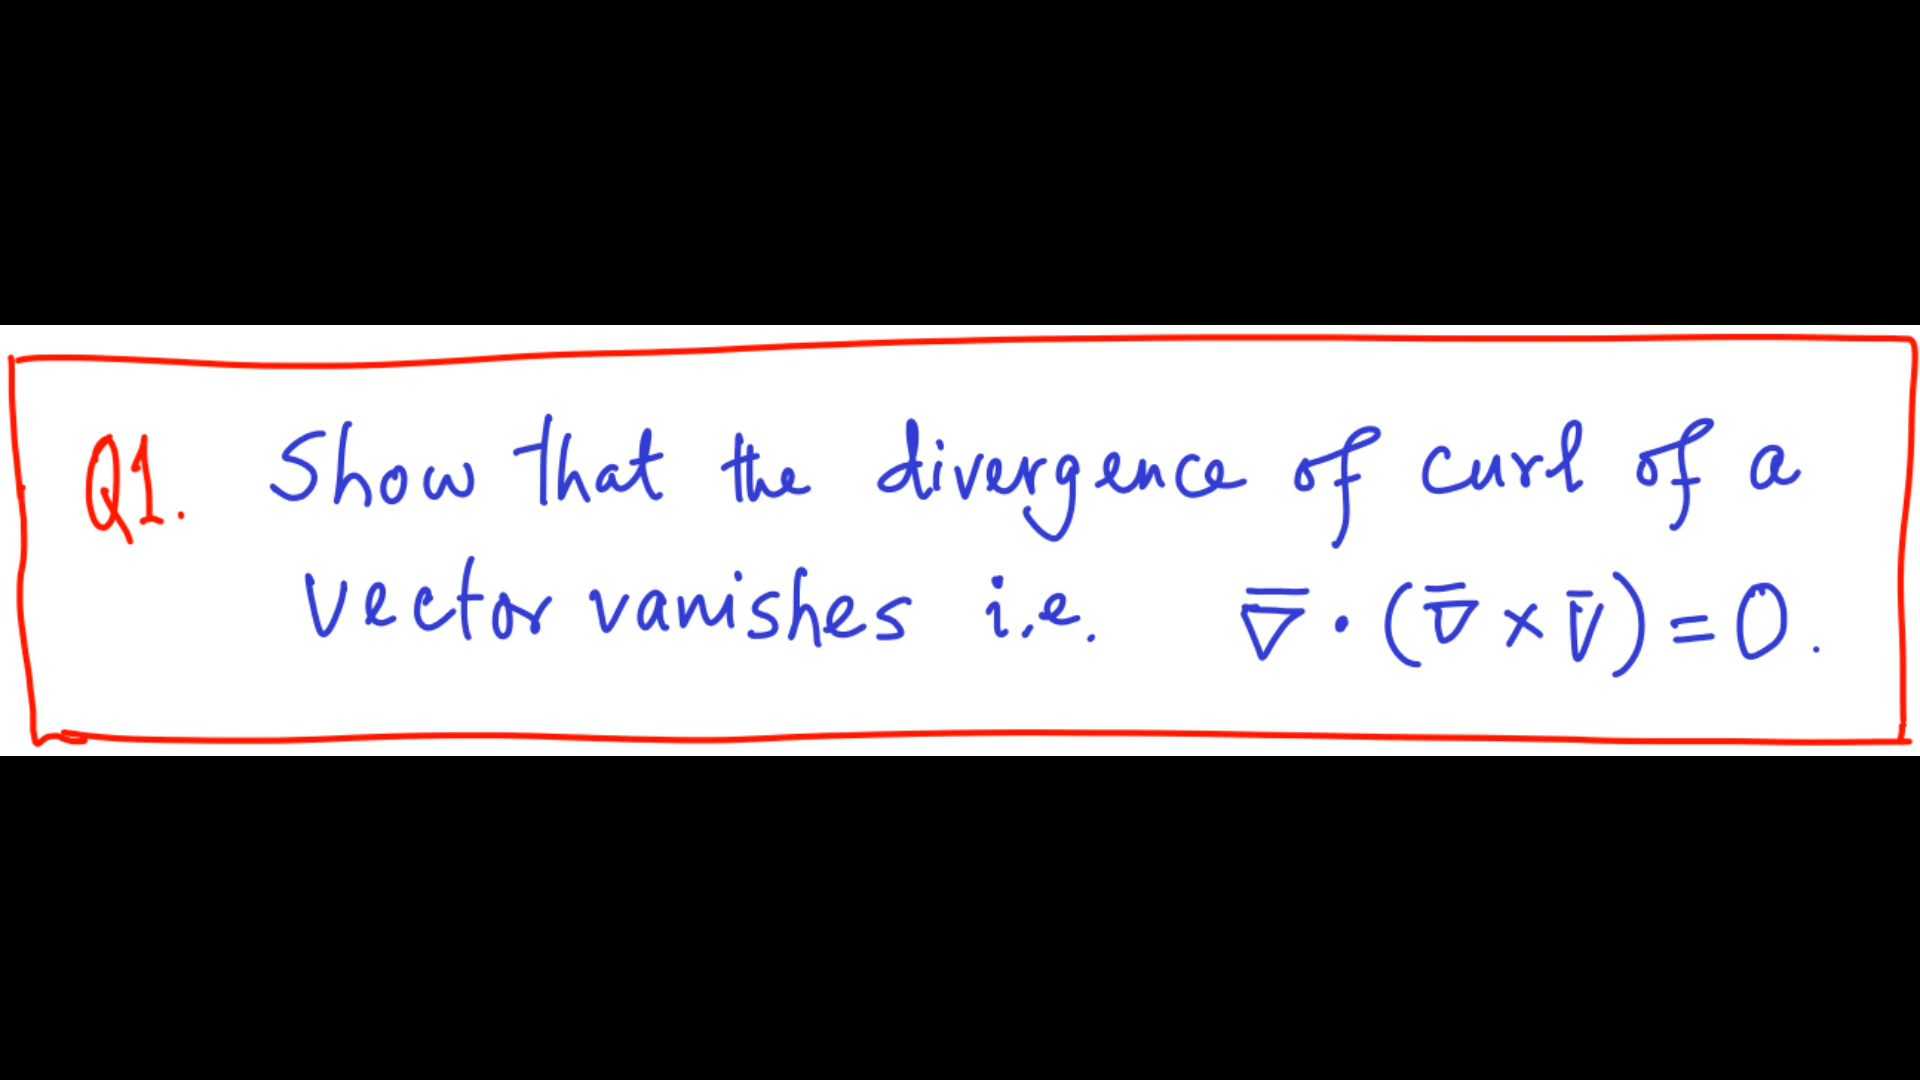 Q1. Show that the divergence of curl of a
vector vanishes i.e. ∇̅ · (∇̅ × V̅) = 0.